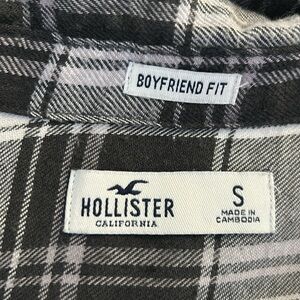 BOYFRIEND FIT
HOLLISTER
CALIFORNIA
S
MADE IN
CAMBODIA